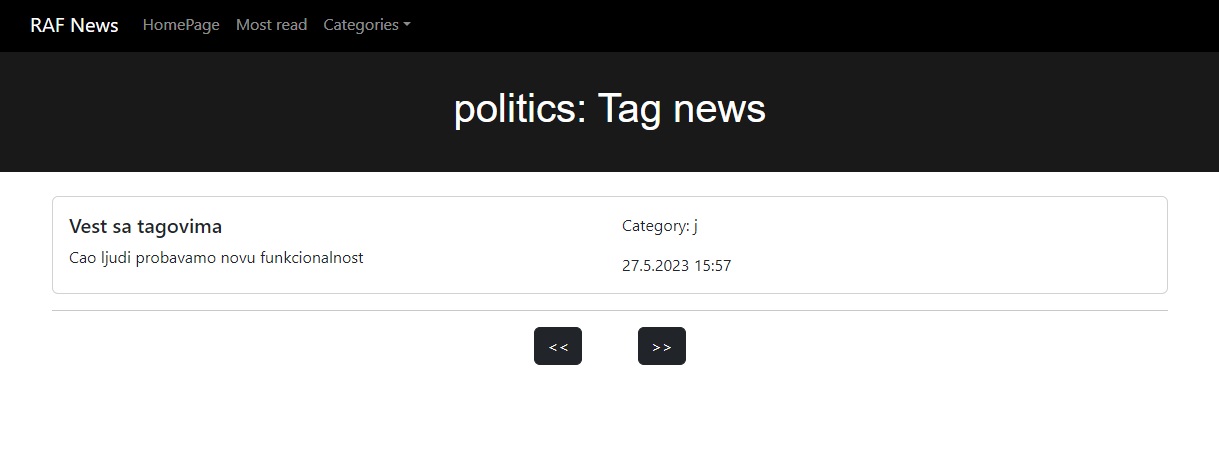 RAF News HomePage Most read Categories
politics: Tag news
Vest sa tagovima
Cao ljudi probavamo novu funkcionalnost
Category: j
27.5.2023 15:57
<< >>